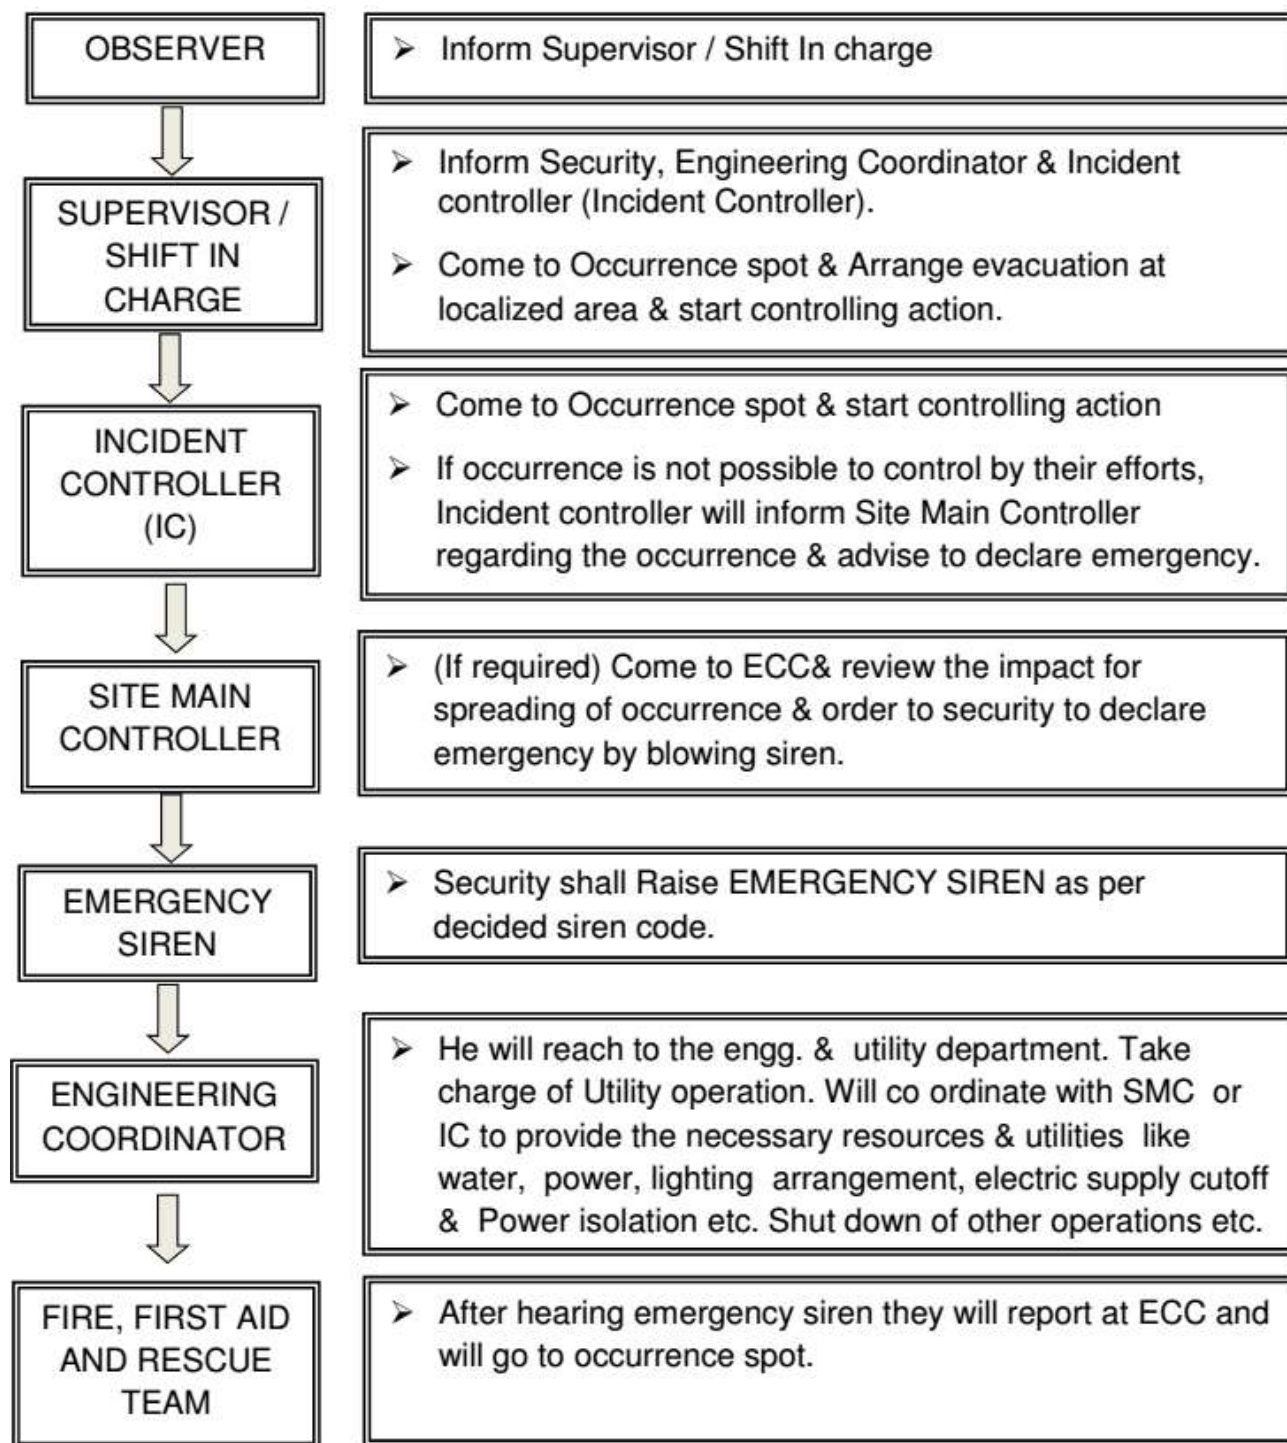 OBSERVER
➢ Inform Supervisor / Shift In charge
SUPERVISOR /
SHIFT IN
CHARGE
➢ Inform Security, Engineering Coordinator & Incident
controller (Incident Controller).
➢ Come to Occurrence spot & Arrange evacuation at
localized area & start controlling action.
INCIDENT
CONTROLLER
(IC)
➢ Come to Occurrence spot & start controlling action
➢ If occurrence is not possible to control by their efforts,
Incident controller will inform Site Main Controller
regarding the occurrence & advise to declare emergency.
SITE MAIN
CONTROLLER
➢ (If required) Come to ECC& review the impact for
spreading of occurrence & order to security to declare
emergency by blowing siren.
EMERGENCY
SIREN
➢ Security shall Raise EMERGENCY SIREN as per
decided siren code.
ENGINEERING
COORDINATOR
➢ He will reach to the engg. & utility department. Take
charge of Utility operation. Will co ordinate with SMC or
IC to provide the necessary resources & utilities like
water, power, lighting arrangement, electric supply cutoff
& Power isolation etc. Shut down of other operations etc.
FIRE, FIRST AID
AND RESCUE
TEAM
➢ After hearing emergency siren they will report at ECC and
will go to occurrence spot.